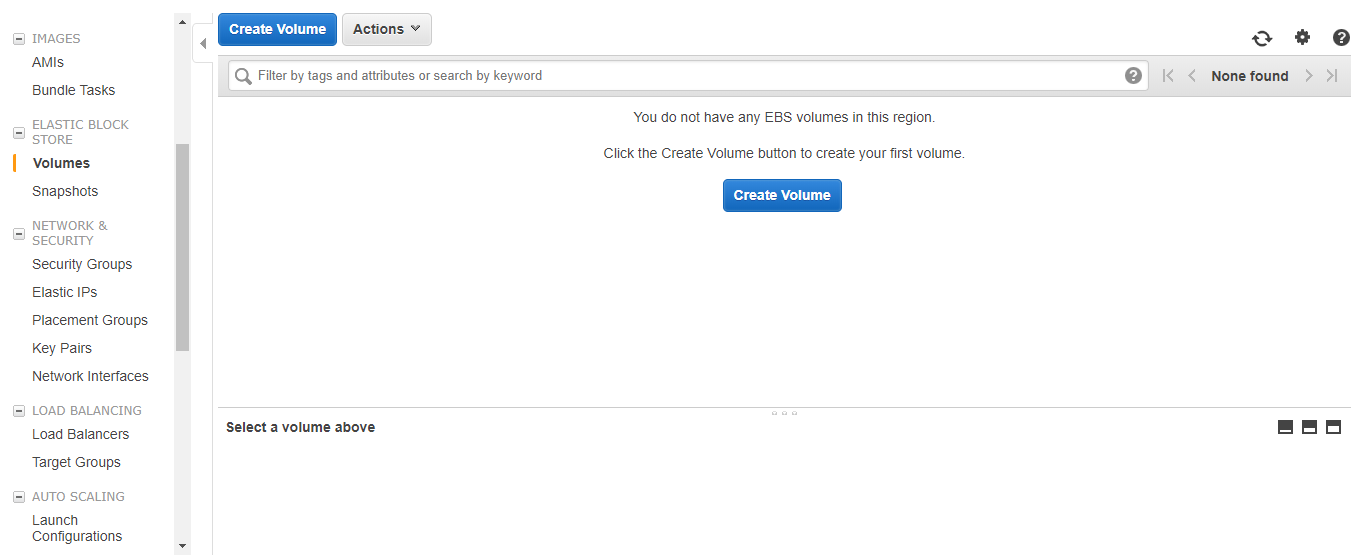 IMAGES
AMIs
Bundle Tasks
ELASTIC BLOCK
STORE
Volumes
Snapshots
NETWORK &
SECURITY
Security Groups
Elastic IPs
Placement Groups
Key Pairs
Network Interfaces
LOAD BALANCING
Load Balancers
Target Groups
AUTO SCALING
Launch
Configurations
Create Volume
Actions
Filter by tags and attributes or search by keyword
None found
You do not have any EBS volumes in this region.
Click the Create Volume button to create your first volume.
Create Volume
Select a volume above